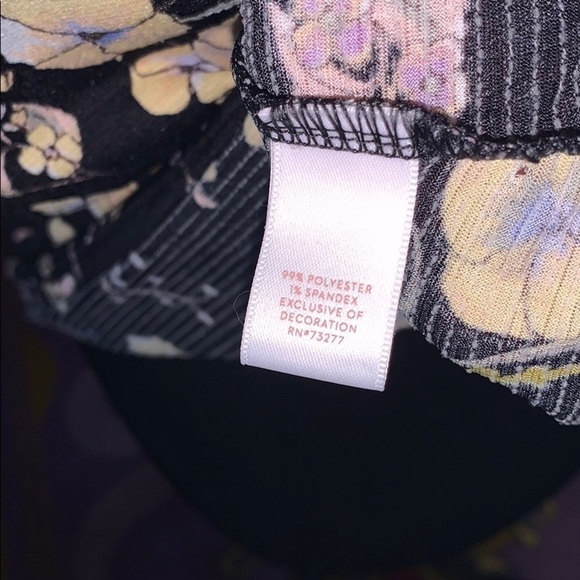 99% POLYESTER
1% SPANDEX
EXCLUSIVE OF
DECORATION
RN#73277